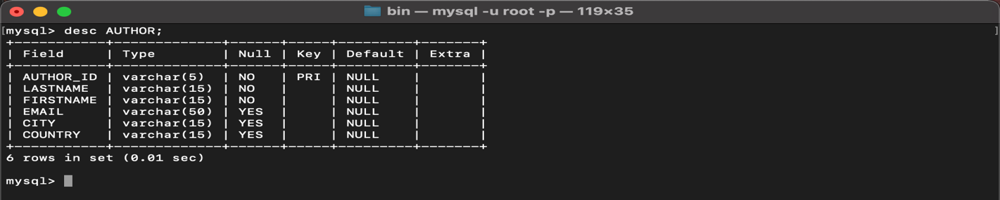 bin — mysql -u root -p — 119×35
[mysql> desc AUTHOR; ]
+-----------+-------------+------+-----+---------+-------+
| Field     | Type        | Null | Key | Default | Extra |
+-----------+-------------+------+-----+---------+-------+
| AUTHOR_ID | varchar(5)  | NO   | PRI | NULL    |       |
| LASTNAME  | varchar(15) | NO   |     | NULL    |       |
| FIRSTNAME | varchar(15) | NO   |     | NULL    |       |
| EMAIL     | varchar(50) | YES  |     | NULL    |       |
| CITY      | varchar(15) | YES  |     | NULL    |       |
| COUNTRY   | varchar(15) | YES  |     | NULL    |       |
+-----------+-------------+------+-----+---------+-------+
6 rows in set (0.01 sec)
mysql>